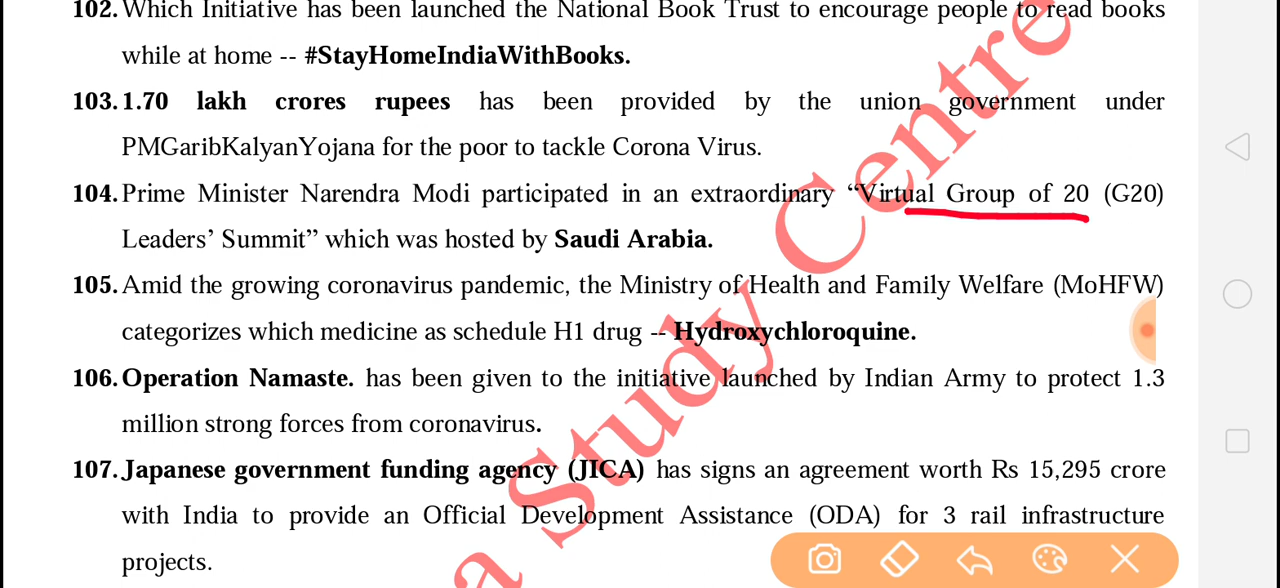 102. Which Initiative has been launched the National Book Trust to encourage people to read books
while at home -- #StayHomeIndiaWithBooks.
103. 1.70 lakh crores rupees has been provided by the union government under
PMGaribKalyanYojana for the poor to tackle Corona Virus.
104. Prime Minister Narendra Modi participated in an extraordinary “Virtual Group of 20 (G20)
Leaders’ Summit” which was hosted by Saudi Arabia.
105. Amid the growing coronavirus pandemic, the Ministry of Health and Family Welfare (MoHFW)
categorizes which medicine as schedule H1 drug -- Hydroxychloroquine.
106. Operation Namaste. has been given to the initiative launched by Indian Army to protect 1.3
million strong forces from coronavirus.
107. Japanese government funding agency (JICA) has signs an agreement worth Rs 15,295 crore
with India to provide an Official Development Assistance (ODA) for 3 rail infrastructure
projects.
a Study Centre